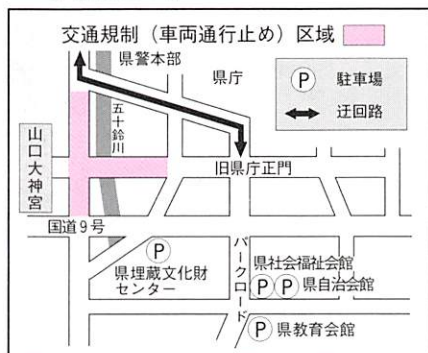 交通規制（車両通行止め）区域
県警本部
県庁
Ⓟ 駐車場
迂回路
五十鈴川
山口大神宮
旧県庁正門
国道9号
Ⓟ
県埋蔵文化財
センター
パークロード
県社会福祉会館
ⓅⓅ県自治会館
Ⓟ県教育会館